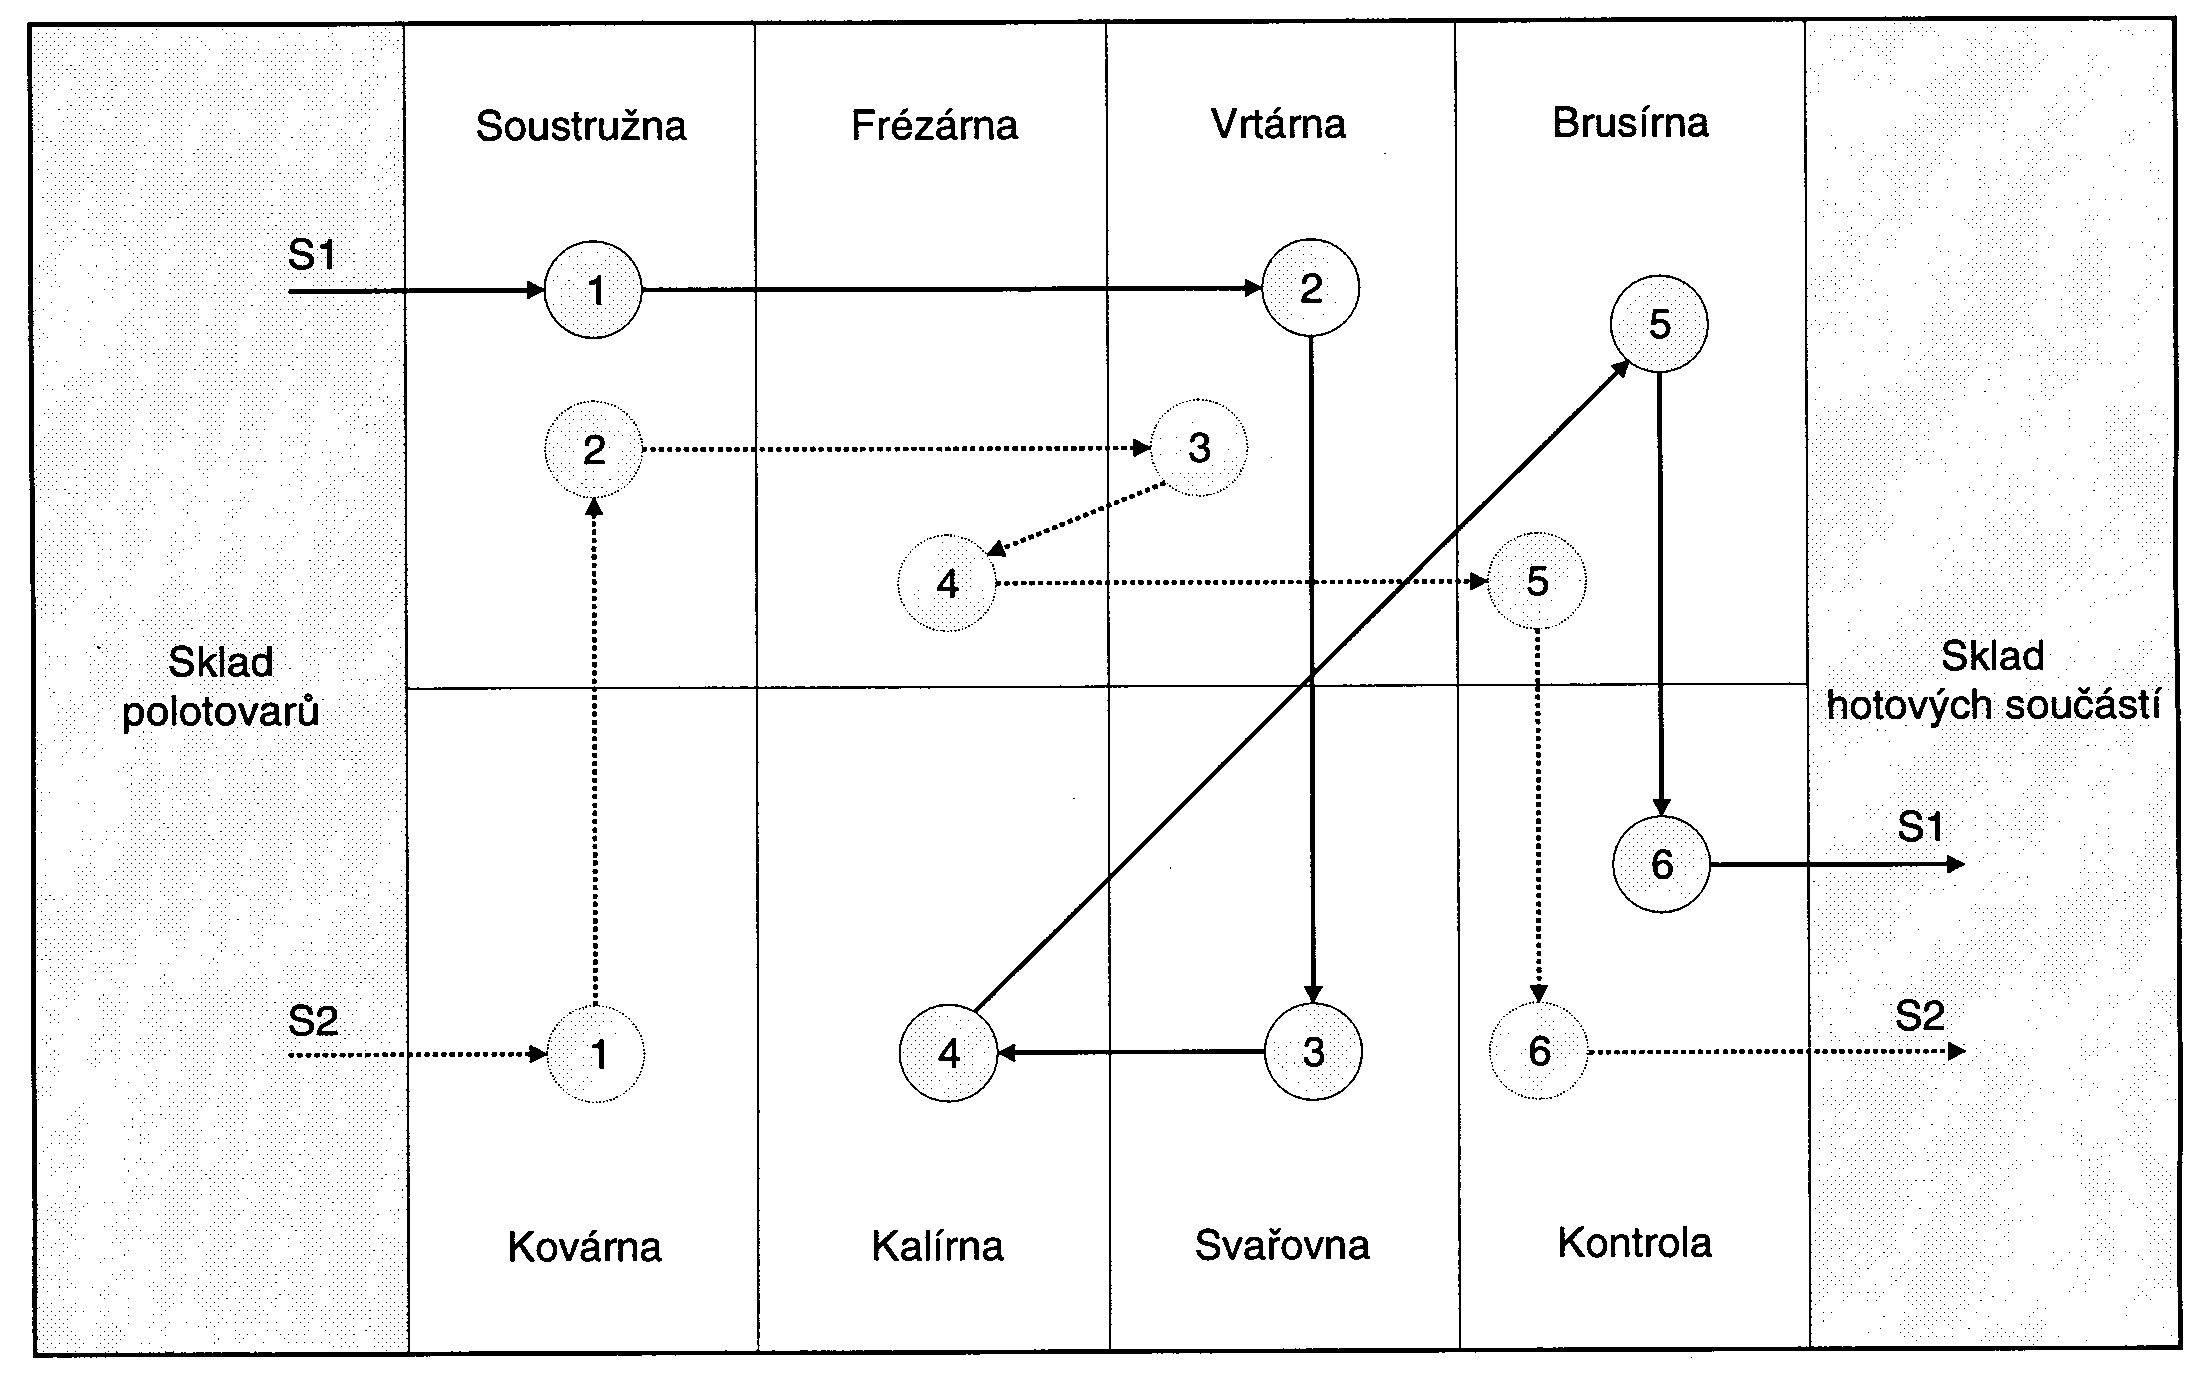 Soustružna
Frézárna
Vrtárna
Brusírna
S1
1
2
5
2
3
4
5
Sklad
polotovarů
Sklad
hotových součástí
S1
6
S2
1
4
3
6
S2
Kovárna
Kalírna
Svařovna
Kontrola